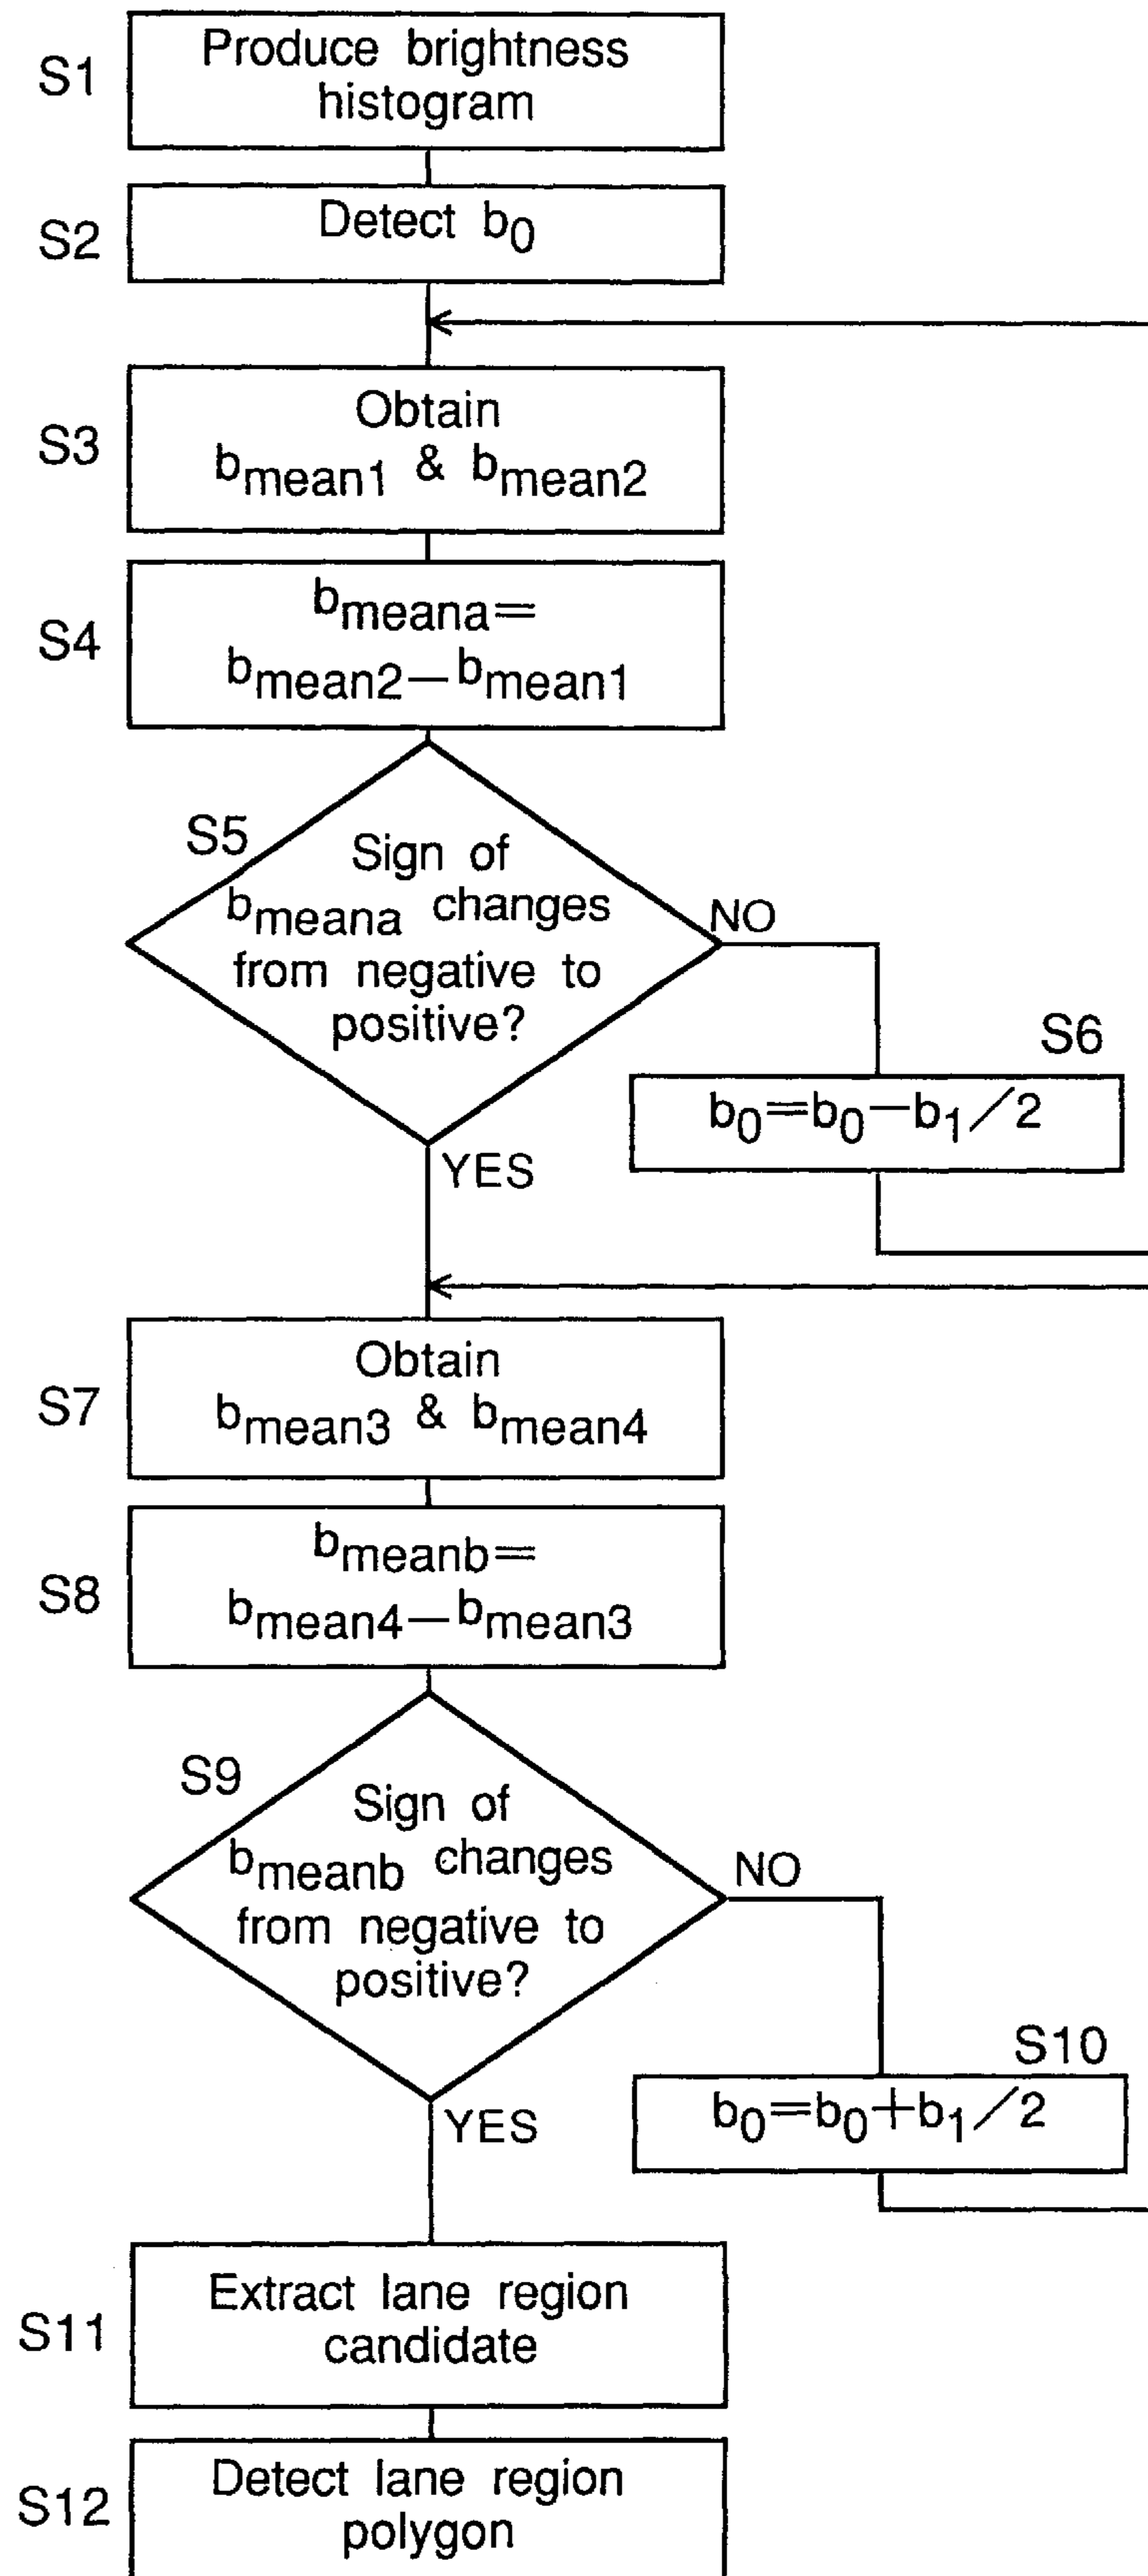 S1
Produce brightness
histogram
S2
Detect b0
S3
Obtain
bmean1 & bmean2
S4
bmeana=
bmean2−bmean1
S5
Sign of
bmeana changes
from negative to
positive?
NO
YES
S6
b0=b0−b1/2
S7
Obtain
bmean3 & bmean4
S8
bmeanb=
bmean4−bmean3
S9
Sign of
bmeanb changes
from negative to
positive?
NO
YES
S10
b0=b0+b1/2
S11
Extract lane region
candidate
S12
Detect lane region
polygon